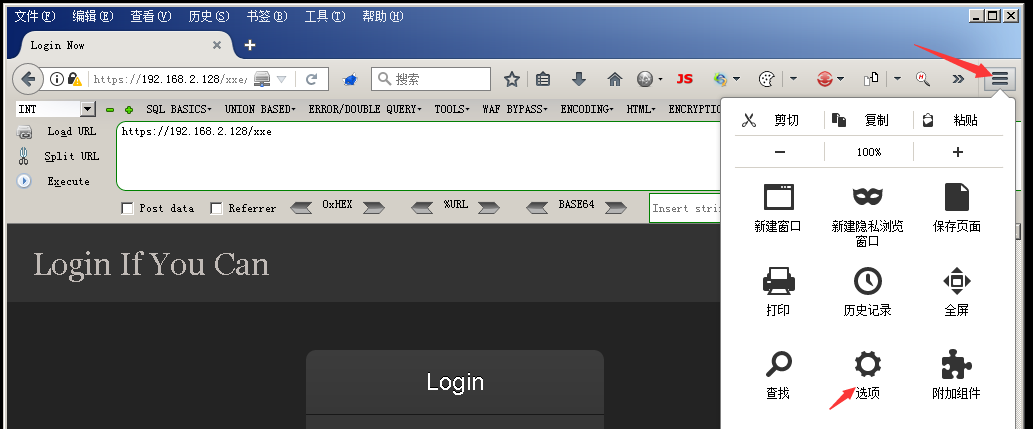 文件(F) 编辑(E) 查看(V) 历史(S) 书签(B) 工具(T) 帮助(H)
Login Now
https://192.168.2.128/xxe/ 搜索 JS
INT SQL BASICS UNION BASED ERROR/DOUBLE QUERY TOOLS WAF BYPASS ENCODING HTML ENCRYPTI
Load URL https://192.168.2.128/xxe
Split URL
Execute
Post data Referrer 0xHEX %URL BASE64 Insert stri
Login If You Can
Login
剪切 复制 粘贴
− 100% +
新建窗口 新建隐私浏览窗口 保存页面
打印 历史记录 全屏
查找 选项 附加组件